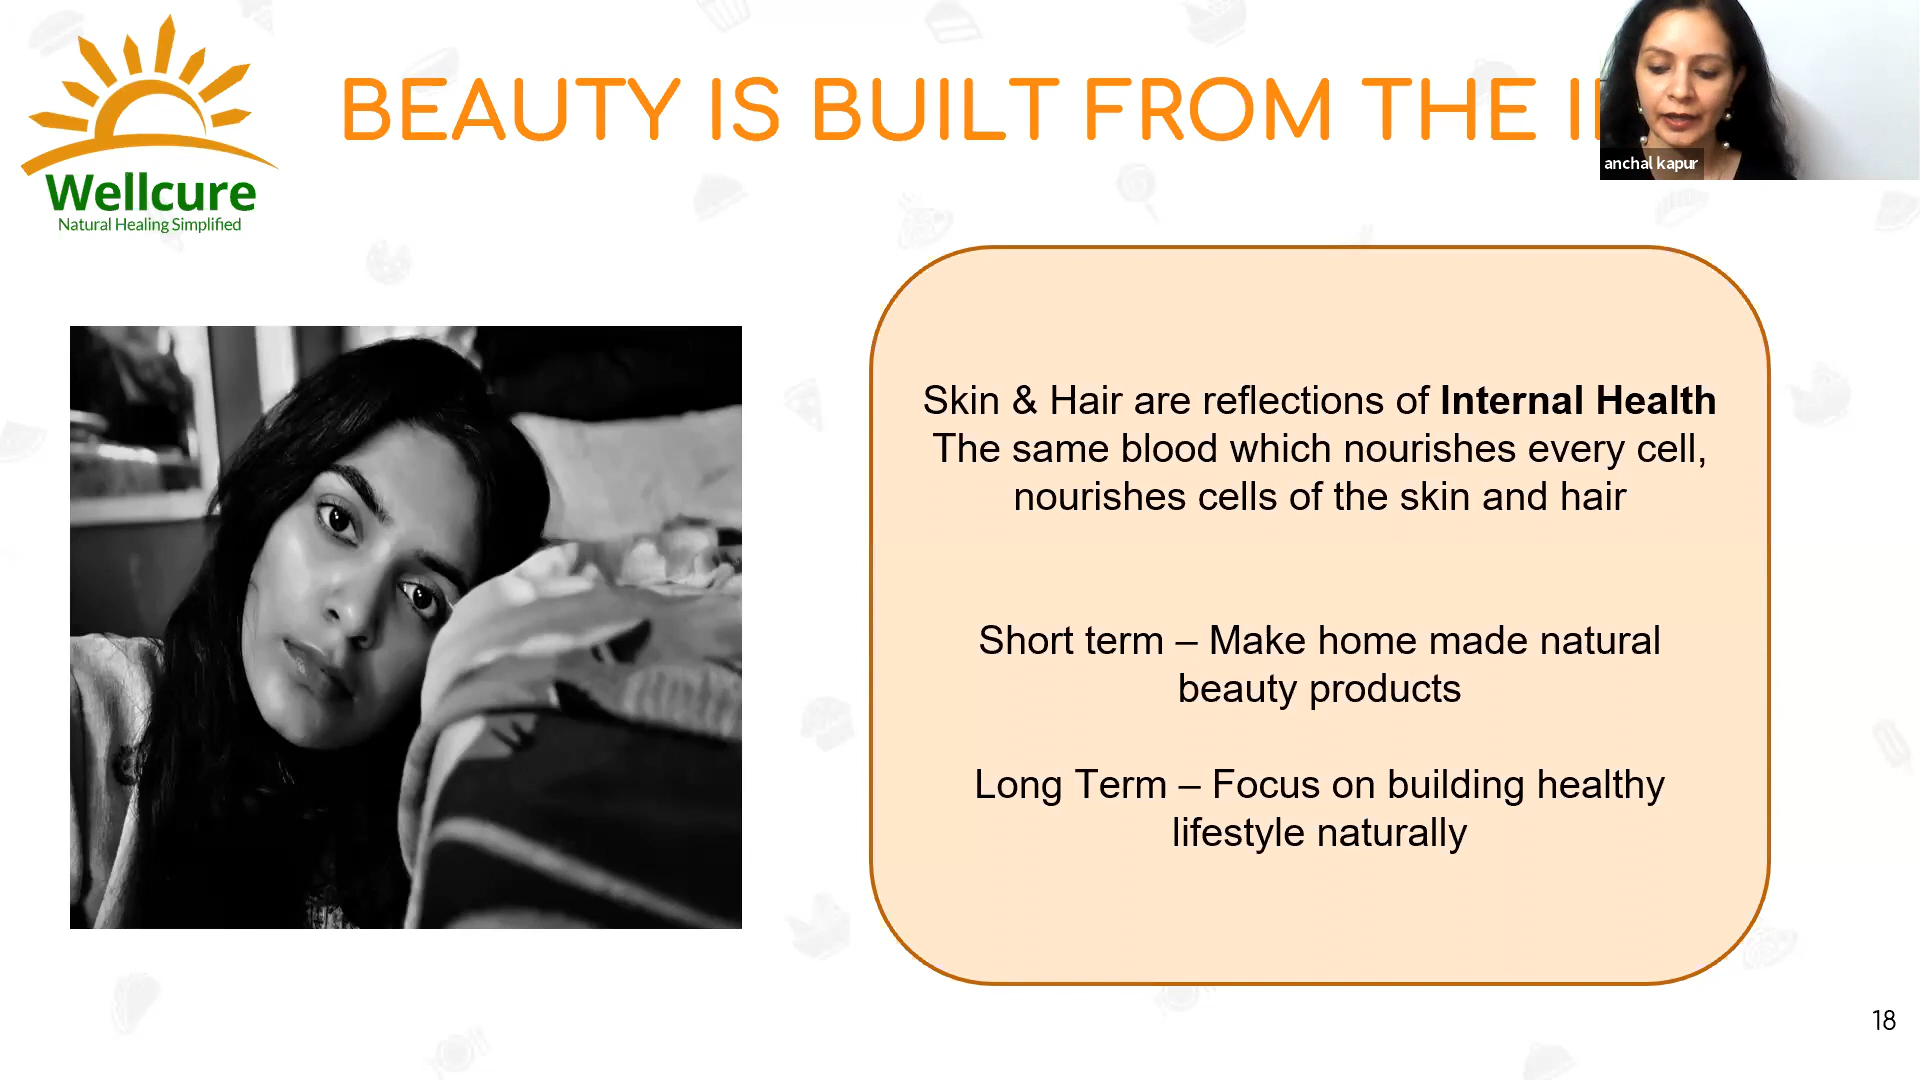 BEAUTY IS BUILT FROM THE
anchal kapur
Wellcure
Natural Healing Simplified
Skin & Hair are reflections of Internal Health
The same blood which nourishes every cell,
nourishes cells of the skin and hair
Short term – Make home made natural
beauty products
Long Term – Focus on building healthy
lifestyle naturally
18